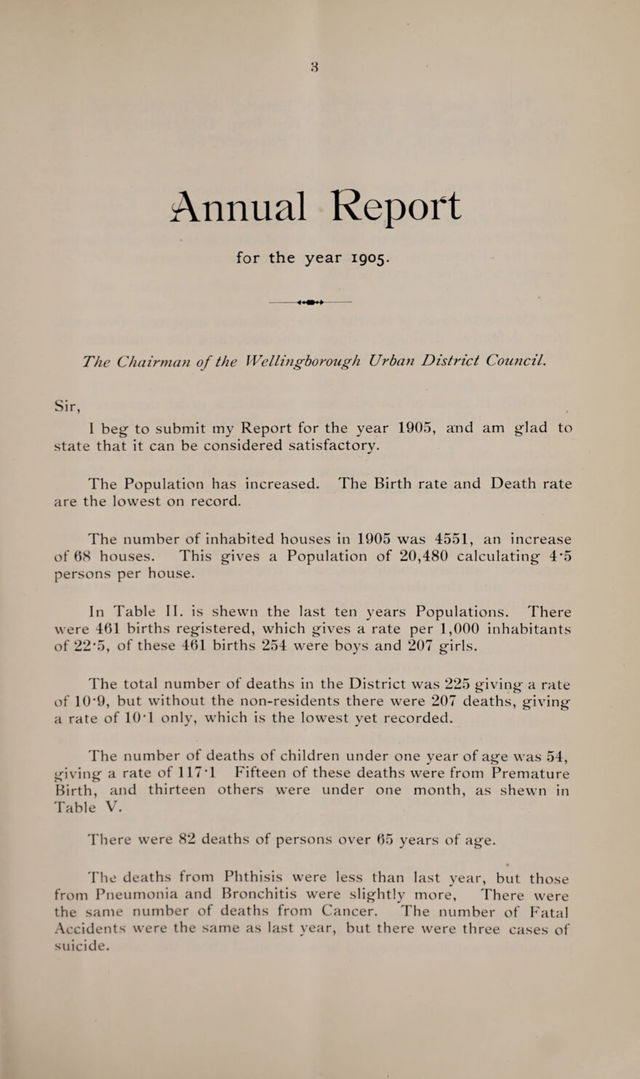 3
Annual Report
for the year 1905.
The Chairman of the Wellingborough Urban District Council.
Sir,
I beg to submit my Report for the year 1905, and am glad to
state that it can be considered satisfactory.
The Population has increased. The Birth rate and Death rate
are the lowest on record.
The number of inhabited houses in 1905 was 4551, an increase
of 68 houses. This gives a Population of 20,480 calculating 4·5
persons per house.
In Table II. is shewn the last ten years Populations. There
were 461 births registered, which gives a rate per 1,000 inhabitants
of 22·5, of these 461 births 254 were boys and 207 girls.
The total number of deaths in the District was 225 giving a rate
of 10·9, but without the non-residents there were 207 deaths, giving
a rate of 10·1 only, which is the lowest yet recorded.
The number of deaths of children under one year of age was 54,
giving a rate of 117·1 Fifteen of these deaths were from Premature
Birth, and thirteen others were under one month, as shewn in
Table V.
There were 82 deaths of persons over 65 years of age.
The deaths from Phthisis were less than last year, but those
from Pneumonia and Bronchitis were slightly more, There were
the same number of deaths from Cancer. The number of Fatal
Accidents were the same as last year, but there were three cases of
suicide.